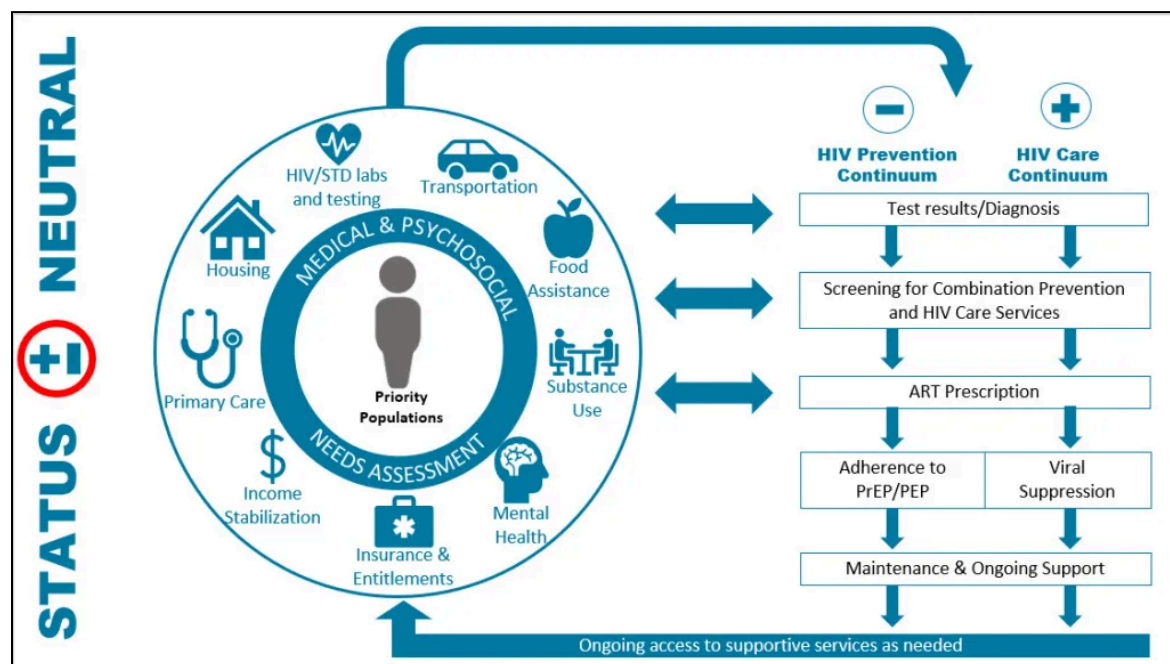 STATUS ± NEUTRAL
HIV/STD labs
and testing
Transportation
Food
Assistance
Substance
Use
Mental
Health
Insurance &
Entitlements
Income
Stabilization
Primary Care
Housing
MEDICAL & PSYCHOSOCIAL
NEEDS ASSESSMENT
Priority
Populations
HIV Prevention
Continuum
HIV Care
Continuum
Test results/Diagnosis
Screening for Combination Prevention
and HIV Care Services
ART Prescription
Adherence to
PrEP/PEP
Viral
Suppression
Maintenance & Ongoing Support
Ongoing access to supportive services as needed